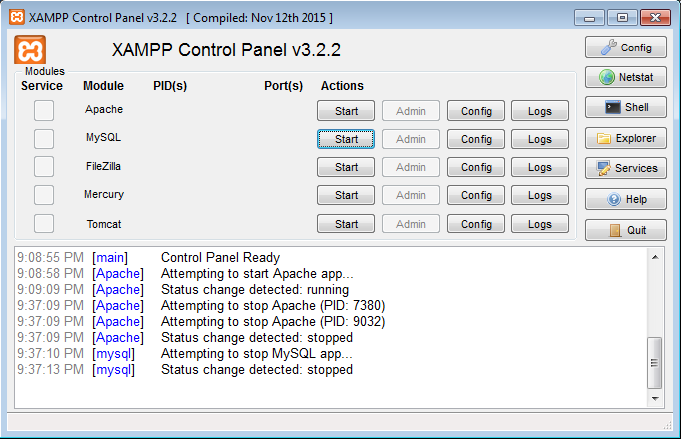 XAMPP Control Panel v3.2.2 [ Compiled: Nov 12th 2015 ]
XAMPP Control Panel v3.2.2
Config
Modules
Service Module PID(s) Port(s) Actions
Netstat
Apache Start Admin Config Logs
Shell
MySQL Start Admin Config Logs
Explorer
FileZilla Start Admin Config Logs
Services
Mercury Start Admin Config Logs
Help
Tomcat Start Admin Config Logs
Quit
9:08:55 PM [main] Control Panel Ready
9:08:58 PM [Apache] Attempting to start Apache app...
9:09:09 PM [Apache] Status change detected: running
9:37:09 PM [Apache] Attempting to stop Apache (PID: 7380)
9:37:09 PM [Apache] Attempting to stop Apache (PID: 9032)
9:37:09 PM [Apache] Status change detected: stopped
9:37:10 PM [mysql] Attempting to stop MySQL app...
9:37:13 PM [mysql] Status change detected: stopped